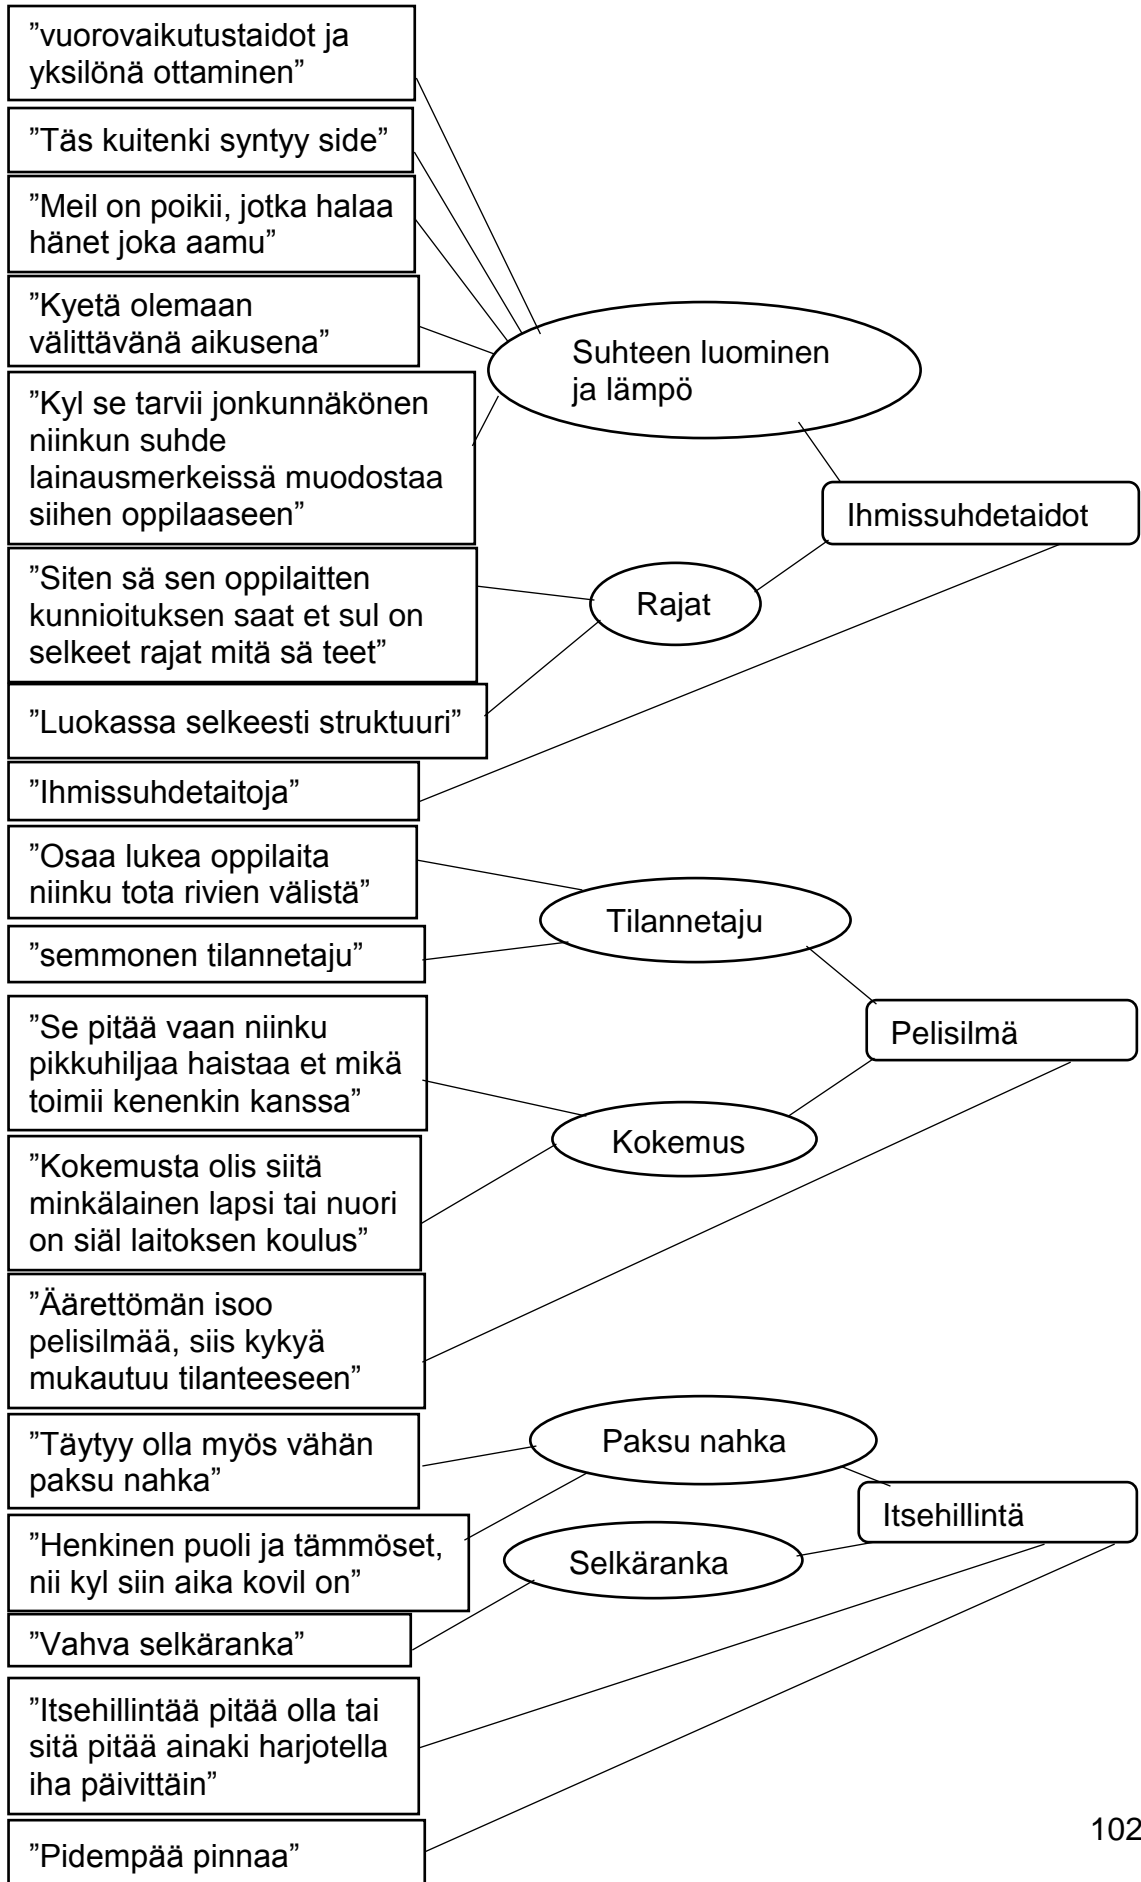 ”vuorovaikutustaidot ja
yksilönä ottaminen”
”Täs kuitenki syntyy side”
”Meil on poikii, jotka halaa
hänet joka aamu”
”Kyetä olemaan
välittävänä aikusena”
”Kyl se tarvii jonkunnäkönen
niinkun suhde
lainausmerkeissä muodostaa
siihen oppilaaseen”
Suhteen luominen
ja lämpö
Ihmissuhdetaidot
”Siten sä sen oppilaitten
kunnioituksen saat et sul on
selkeet rajat mitä sä teet”
Rajat
”Luokassa selkeesti struktuuri”
”Ihmissuhdetaitoja”
”Osaa lukea oppilaita
niinku tota rivien välistä”
”semmonen tilannetaju”
Tilannetaju
”Se pitää vaan niinku
pikkuhiljaa haistaa et mikä
toimii kenenkin kanssa”
Pelisilmä
”Kokemusta olis siitä
minkälainen lapsi tai nuori
on siäl laitoksen koulus”
Kokemus
”Äärettömän isoo
pelisilmää, siis kykyä
mukautuu tilanteeseen”
”Täytyy olla myös vähän
paksu nahka”
Paksu nahka
”Henkinen puoli ja tämmöset,
nii kyl siin aika kovil on”
Itsehillintä
Selkäranka
”Vahva selkäranka”
”Itsehillintää pitää olla tai
sitä pitää ainaki harjotella
iha päivittäin”
”Pidempää pinnaa”
102